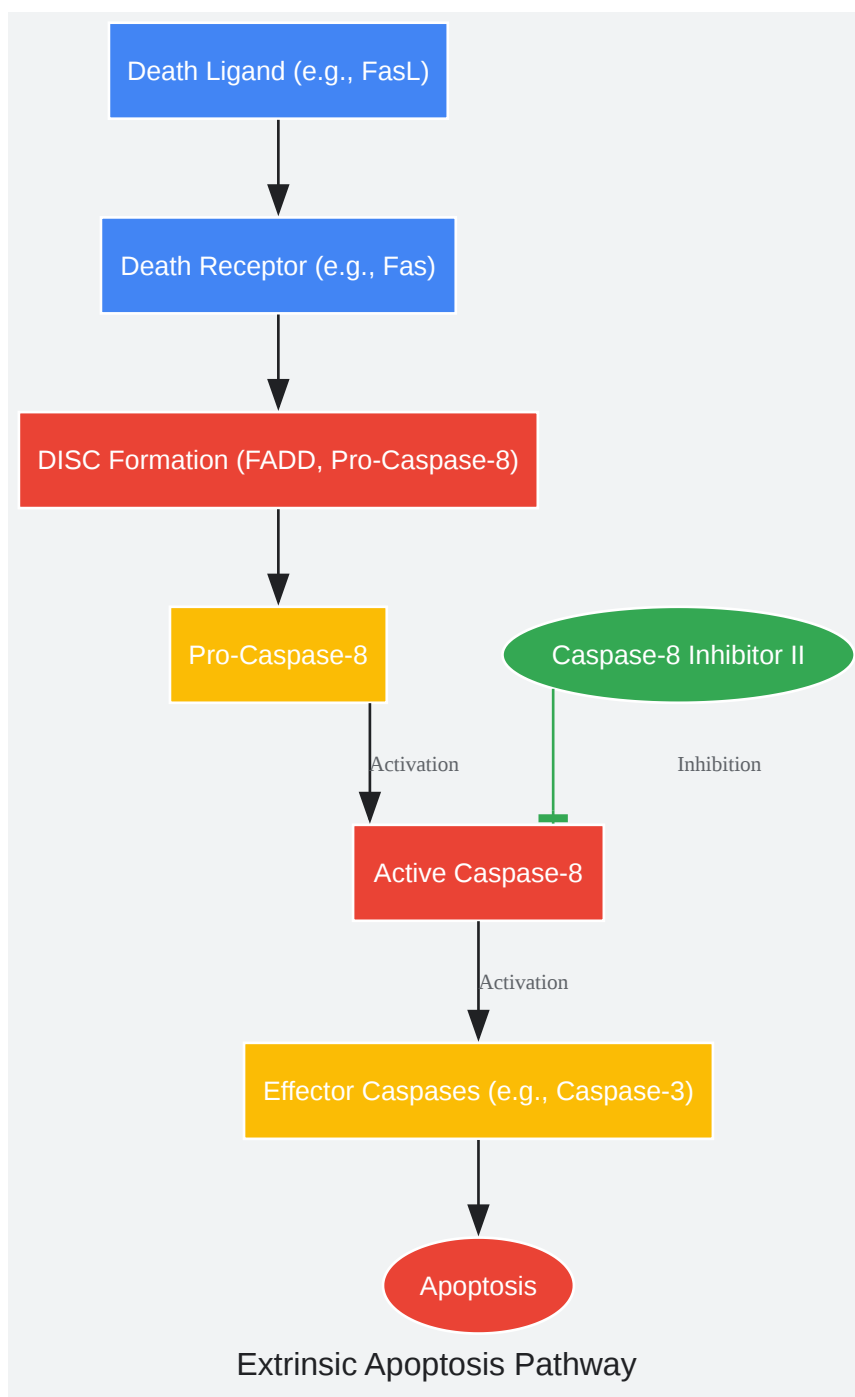 Death Ligand (e.g., FasL)
Death Receptor (e.g., Fas)
DISC Formation (FADD, Pro-Caspase-8)
Pro-Caspase-8
Caspase-8 Inhibitor II
Activation
Inhibition
Active Caspase-8
Activation
Effector Caspases (e.g., Caspase-3)
Apoptosis
Extrinsic Apoptosis Pathway